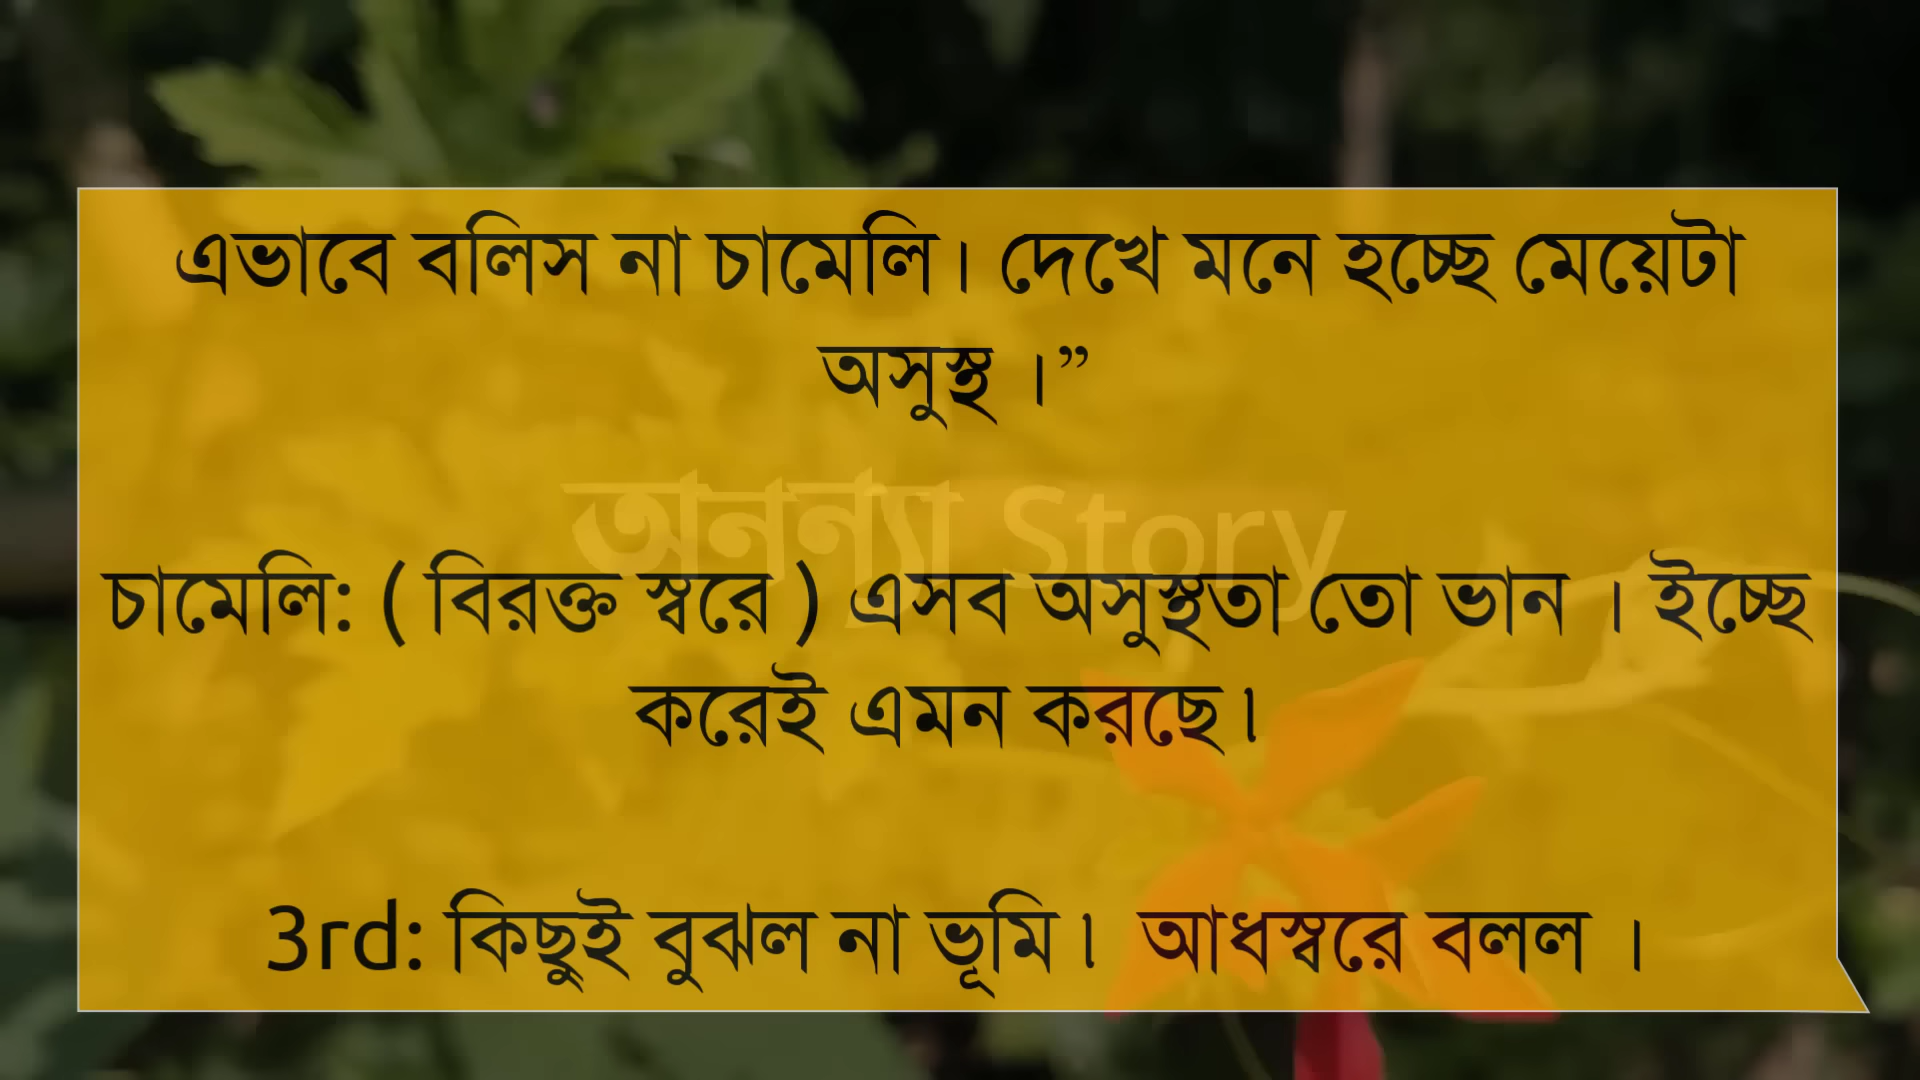 এভাবে বলিস না চামেলি। দেখে মনে হচ্ছে মেয়েটা
অসুস্থ ।”
অনন্যা Story
চামেলি: ( বিরক্ত স্বরে ) এসব অসুস্থতা তো ভান । ইচ্ছে
করেই এমন করছে।
3rd: কিছুই বুঝল না ভূমি। আধস্বরে বলল ।